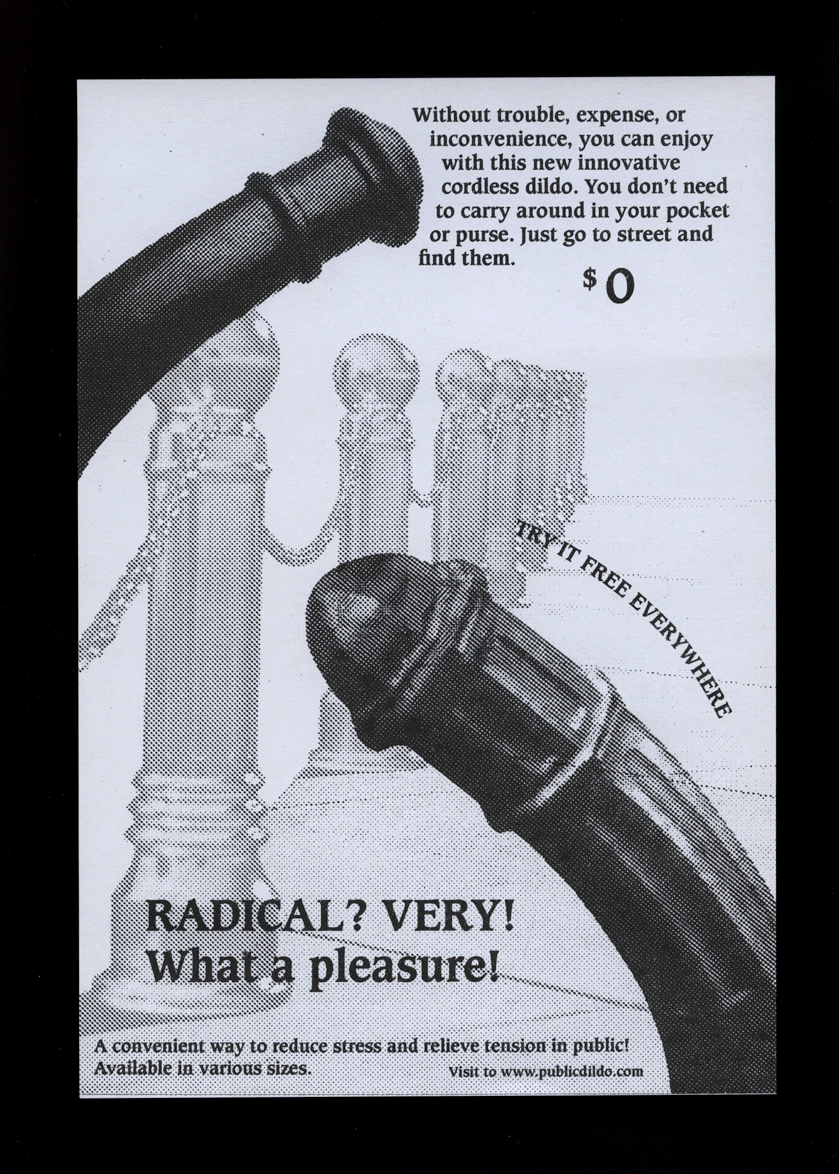 Without trouble, expense, or
inconvenience, you can enjoy
with this new innovative
cordless dildo. You don't need
to carry around in your pocket
or purse. Just go to street and
find them.
$0
TRY IT FREE EVERYWHERE
RADICAL? VERY!
What a pleasure!
A convenient way to reduce stress and relieve tension in public!
Available in various sizes.
Visit to www.publicdildo.com